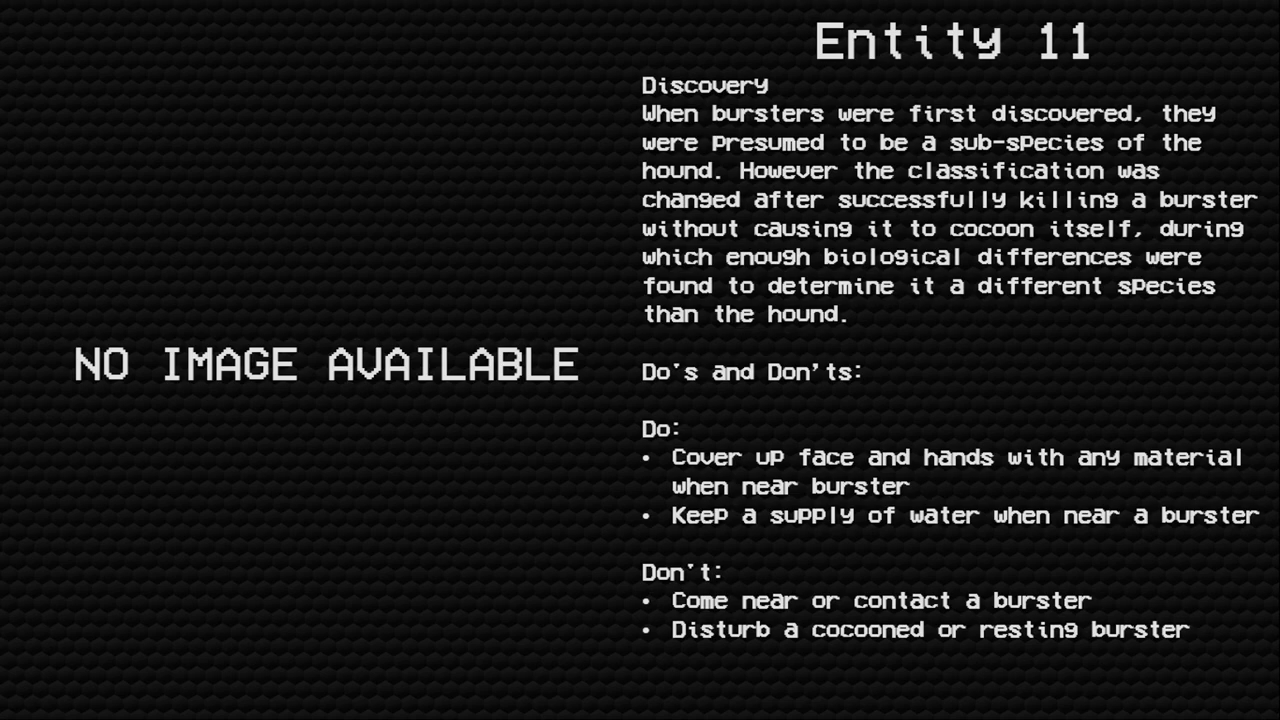 Entity 11
Discovery
When bursters were first discovered, they
were presumed to be a sub-species of the
hound. However the classification was
changed after successfully killing a burster
without causing it to cocoon itself, during
which enough biological differences were
found to determine it a different species
than the hound.
NO IMAGE AVAILABLE
Do's and Don'ts:
Do:
• Cover up face and hands with any material
when near burster
• Keep a supply of water when near a burster
Don't:
• Come near or contact a burster
• Disturb a cocooned or resting burster